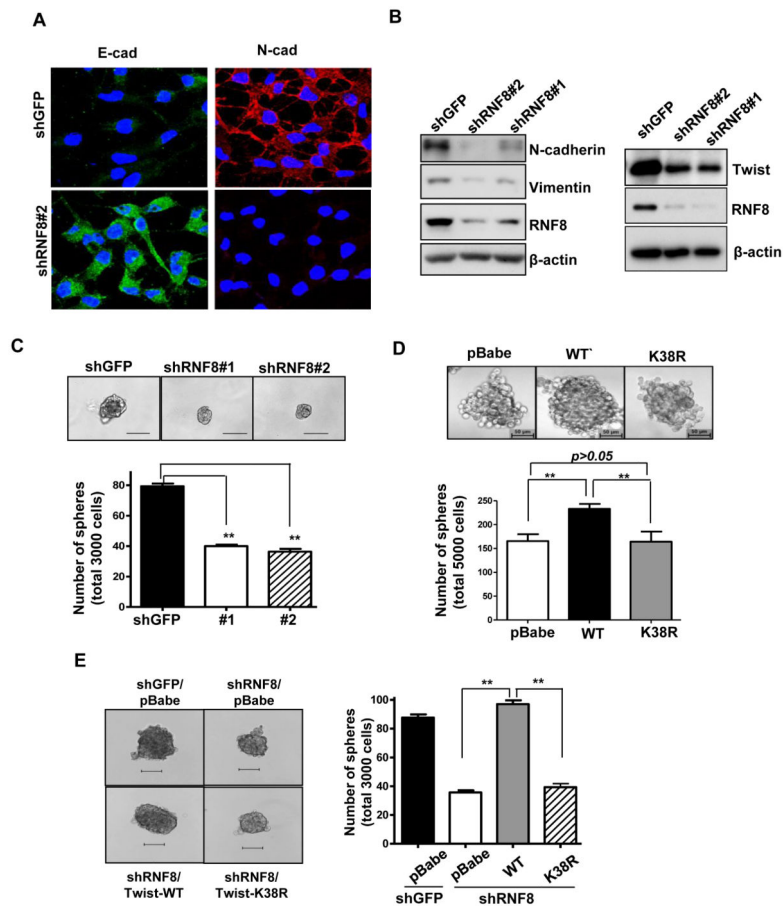 A
E-cad
N-cad
shGFP
shRNF8#2
B
shGFP
shRNF8#2
shRNF8#1
N-cadherin
Vimentin
RNF8
β-actin
shGFP
shRNF8#2
shRNF8#1
Twist
RNF8
β-actin
C
shGFP
shRNF8#1
shRNF8#2
Number of spheres
(total 3000 cells)
80
60
40
20
0
**
**
shGFP
#1
#2
D
pBabe
WT`
K38R
50 μm
50 μm
50 μm
p>0.05
**
**
Number of spheres
(total 5000 cells)
250
200
150
100
50
0
pBabe
WT
K38R
E
shGFP/
pBabe
shRNF8/
pBabe
shRNF8/
Twist-WT
shRNF8/
Twist-K38R
Number of spheres
(total 3000 cells)
100
80
60
40
20
0
**
**
pBabe
pBabe
WT
K38R
shGFP
shRNF8